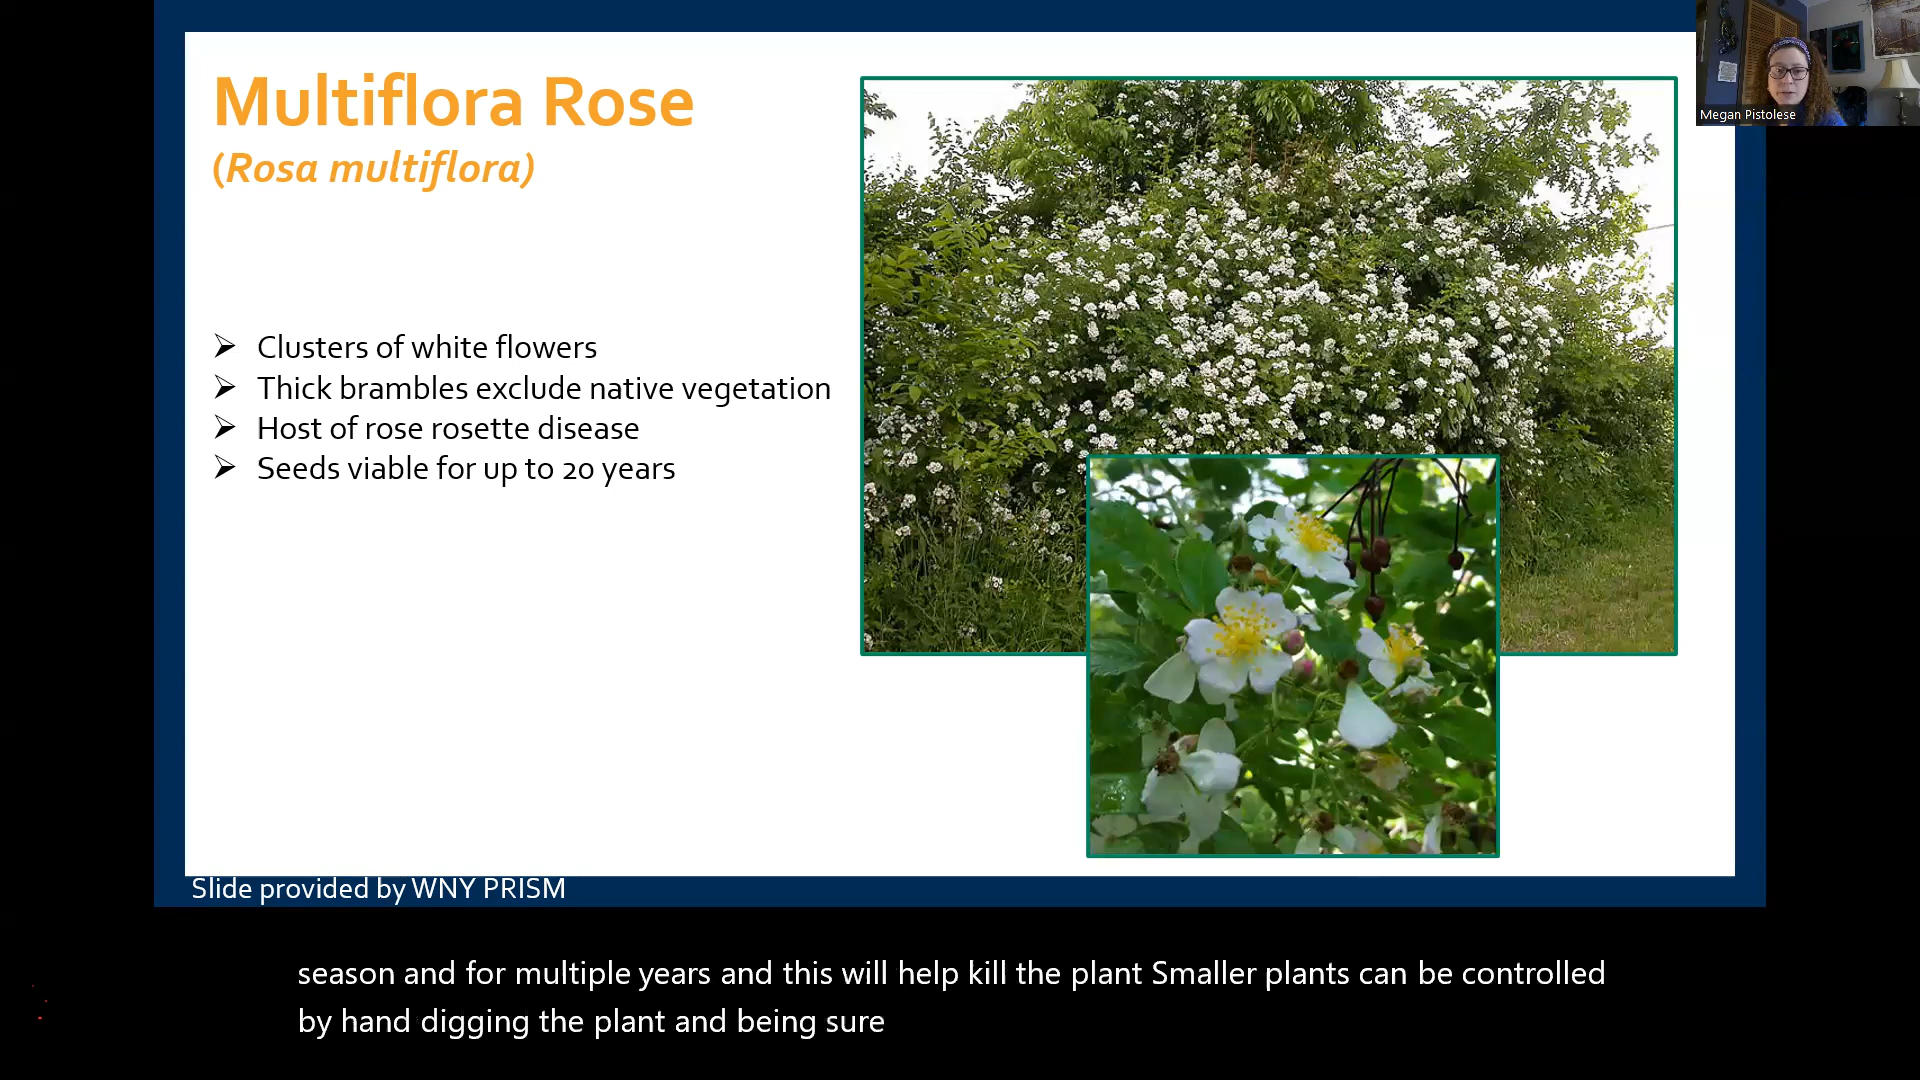 Multiflora Rose
(Rosa multiflora)
Megan Pistolese
➢ Clusters of white flowers
➢ Thick brambles exclude native vegetation
➢ Host of rose rosette disease
➢ Seeds viable for up to 20 years
Slide provided by WNY PRISM
season and for multiple years and this will help kill the plant Smaller plants can be controlled
by hand digging the plant and being sure